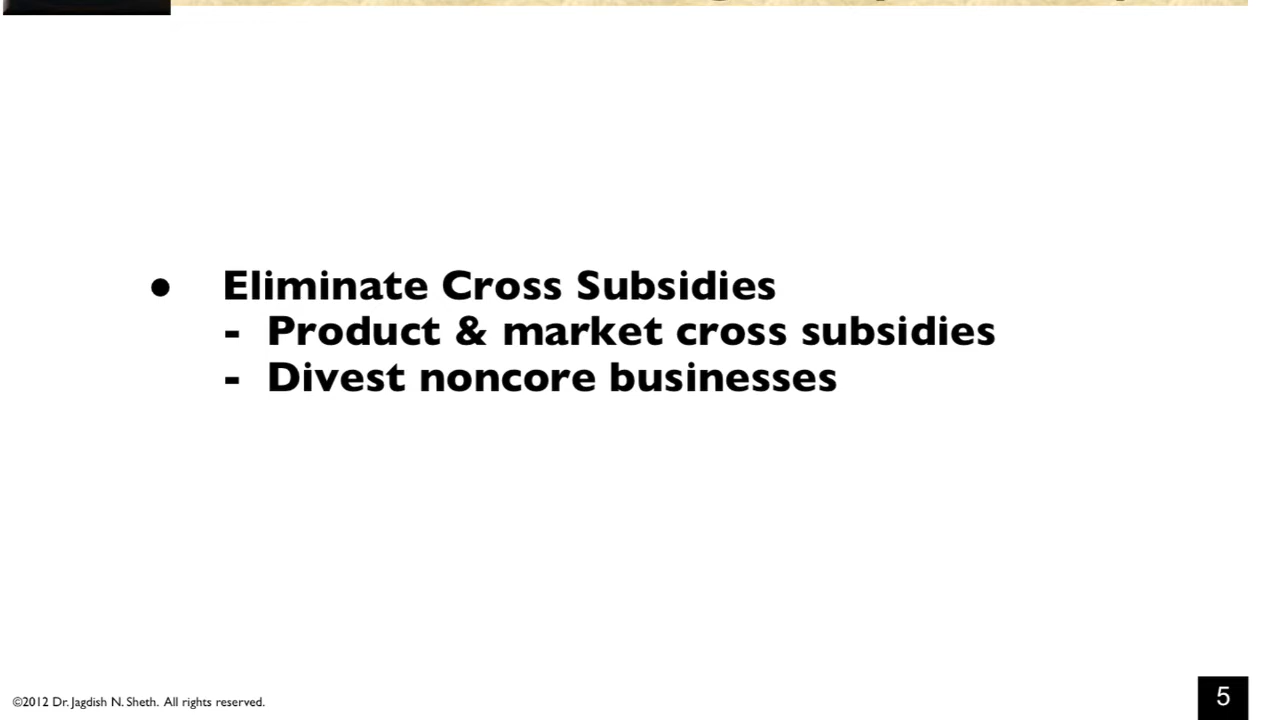 ● Eliminate Cross Subsidies
- Product & market cross subsidies
- Divest noncore businesses
©2012 Dr. Jagdish N. Sheth. All rights reserved.
5